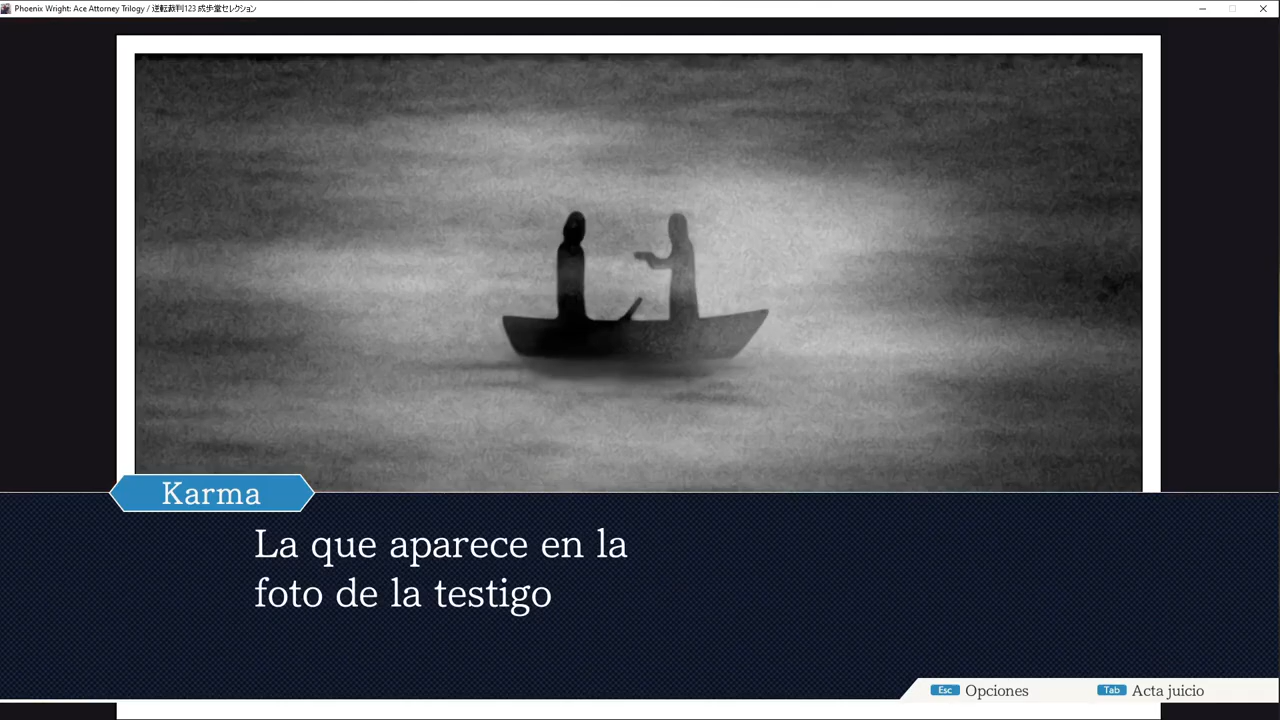 Phoenix Wright: Ace Attorney Trilogy / 逆転裁判123 成歩堂セレクション
Karma
La que aparece en la
foto de la testigo
Esc Opciones
Tab Acta juicio